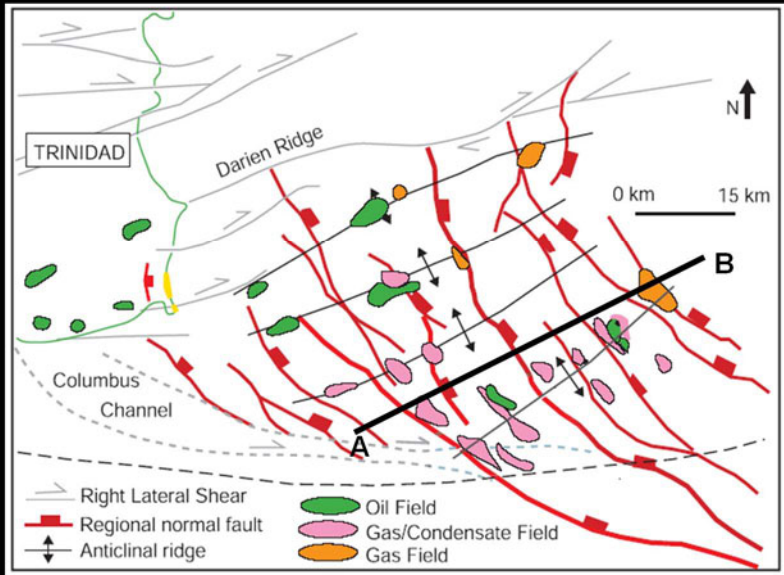 TRINIDAD
Darien Ridge
N
0 km 15 km
B
Columbus
Channel
A
Right Lateral Shear
Regional normal fault
Anticlinal ridge
Oil Field
Gas/Condensate Field
Gas Field